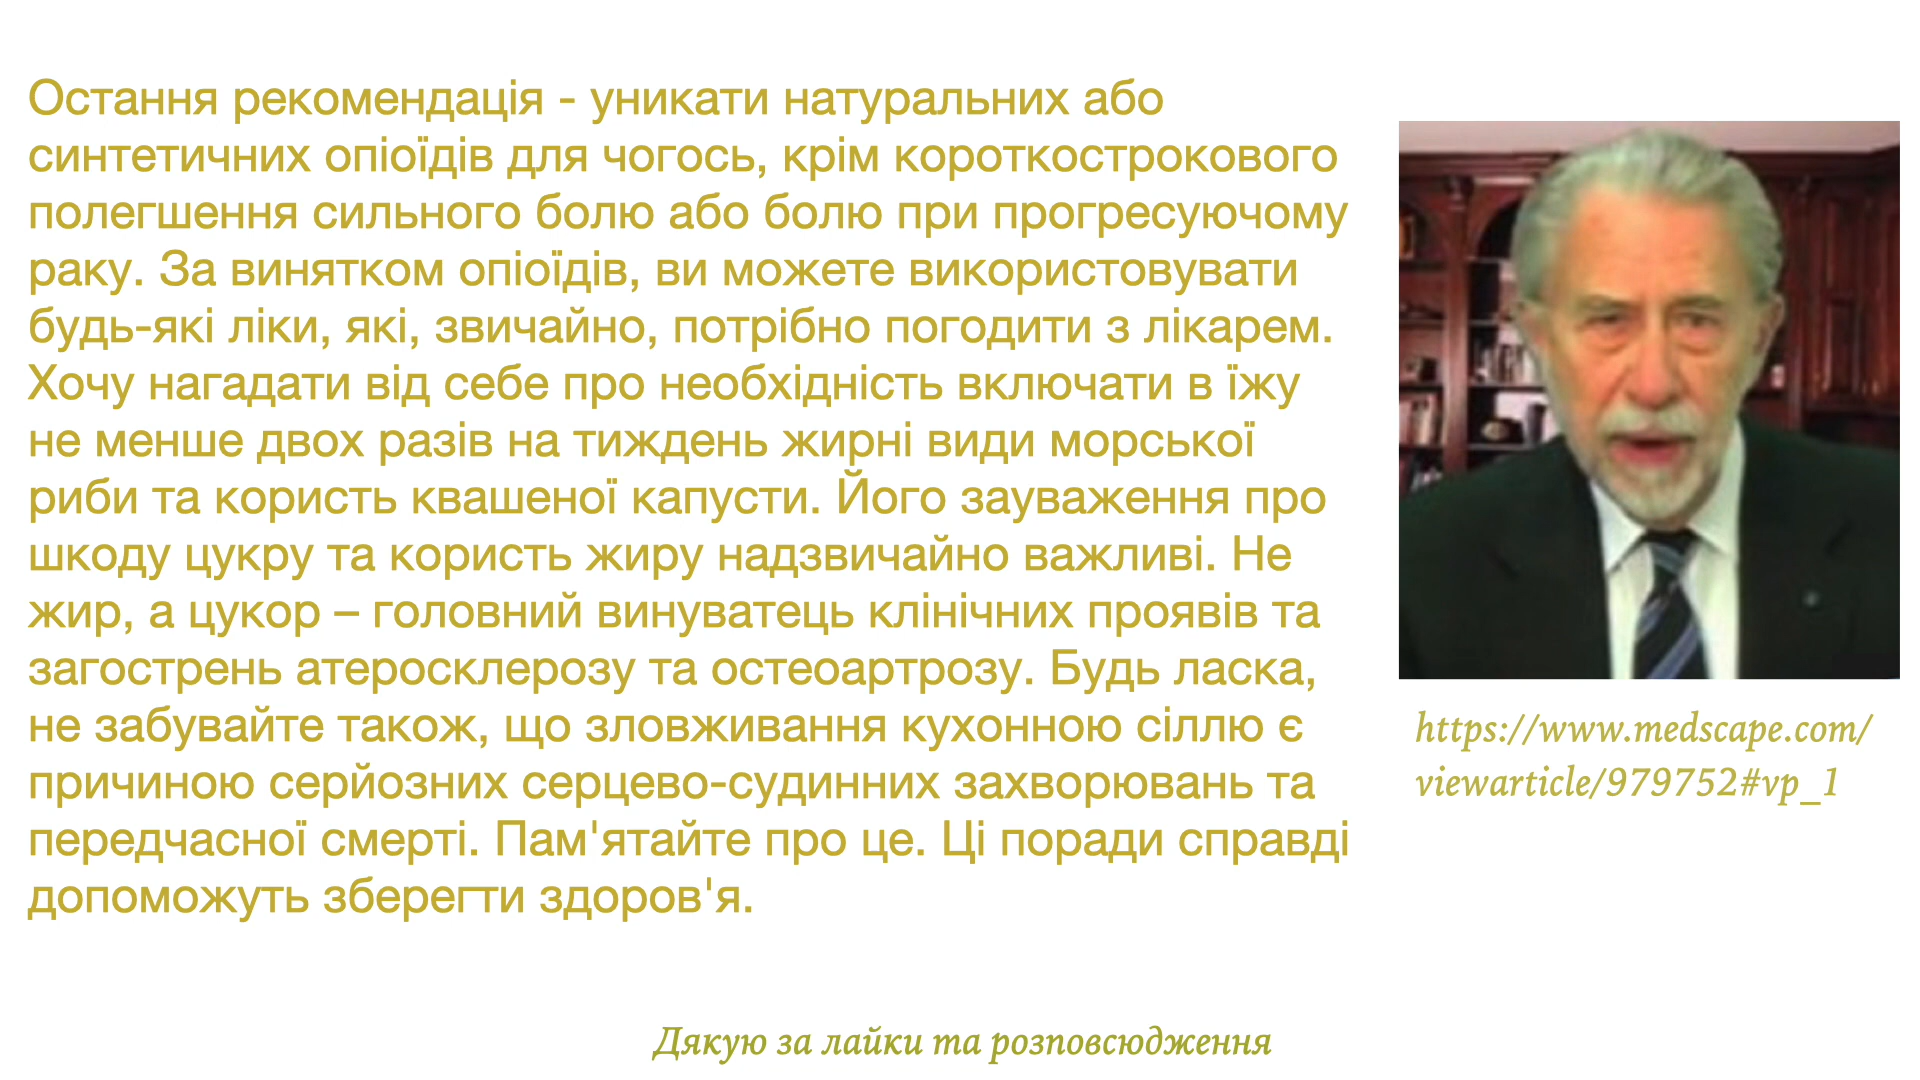 Остання рекомендація - уникати натуральних або
синтетичних опіоїдів для чогось, крім короткострокового
полегшення сильного болю або болю при прогресуючому
раку. За винятком опіоїдів, ви можете використовувати
будь-які ліки, які, звичайно, потрібно погодити з лікарем.
Хочу нагадати від себе про необхідність включати в їжу
не менше двох разів на тиждень жирні види морської
риби та користь квашеної капусти. Його зауваження про
шкоду цукру та користь жиру надзвичайно важливі. Не
жир, а цукор – головний винуватець клінічних проявів та
загострень атеросклерозу та остеоартрозу. Будь ласка,
не забувайте також, що зловживання кухонною сіллю є
причиною серйозних серцево-судинних захворювань та
передчасної смерті. Пам'ятайте про це. Ці поради справді
допоможуть зберегти здоров'я.
https://www.medscape.com/
viewarticle/979752#vp_1
Дякую за лайки та розповсюдження